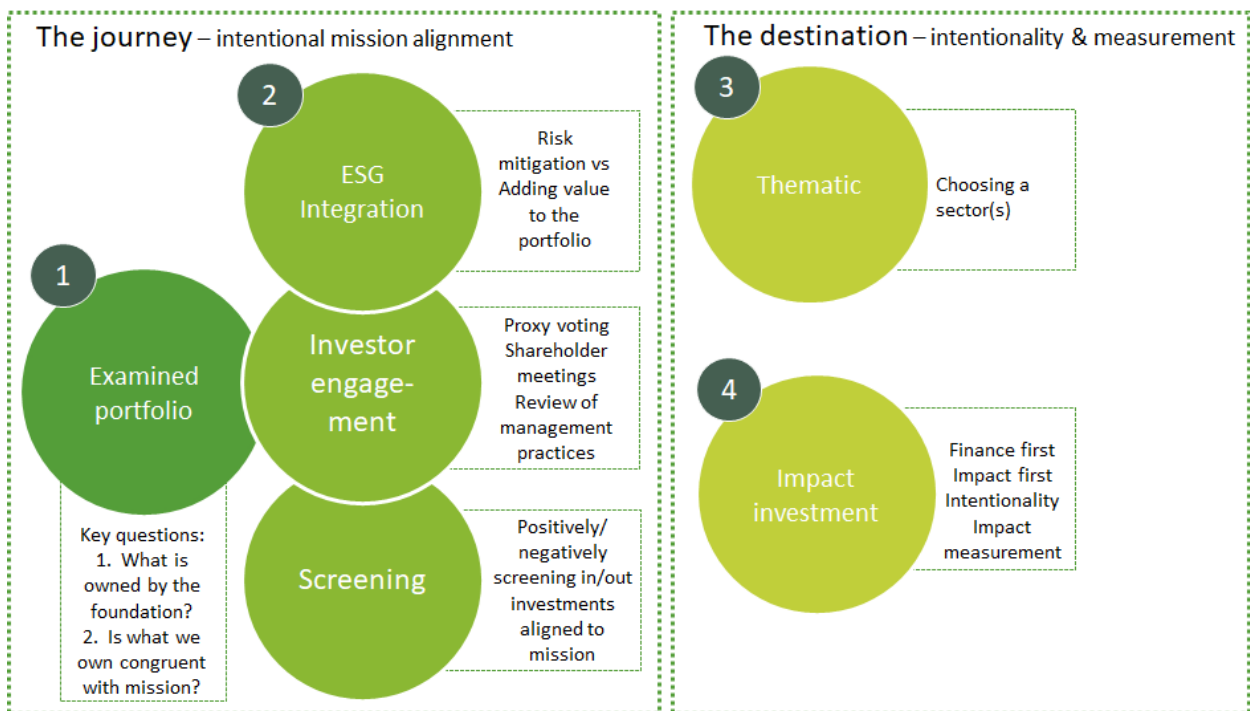 The journey – intentional mission alignment
1
Examined
portfolio
Key questions:
1. What is
owned by the
foundation?
2. Is what we
own congruent
with mission?
2
ESG
Integration
Risk
mitigation vs
Adding value
to the
portfolio
Investor
engage-
ment
Proxy voting
Shareholder
meetings
Review of
management
practices
Screening
Positively/
negatively
screening in/out
investments
aligned to
mission
The destination – intentionality & measurement
3
Thematic
Choosing a
sector(s)
4
Impact
investment
Finance first
Impact first
Intentionality
Impact
measurement